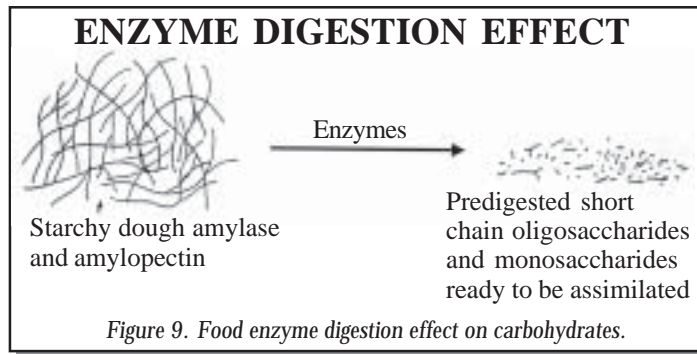 ENZYME DIGESTION EFFECT
Enzymes
Starchy dough amylase
and amylopectin
Predigested short
chain oligosaccharides
and monosaccharides
ready to be assimilated
Figure 9. Food enzyme digestion effect on carbohydrates.